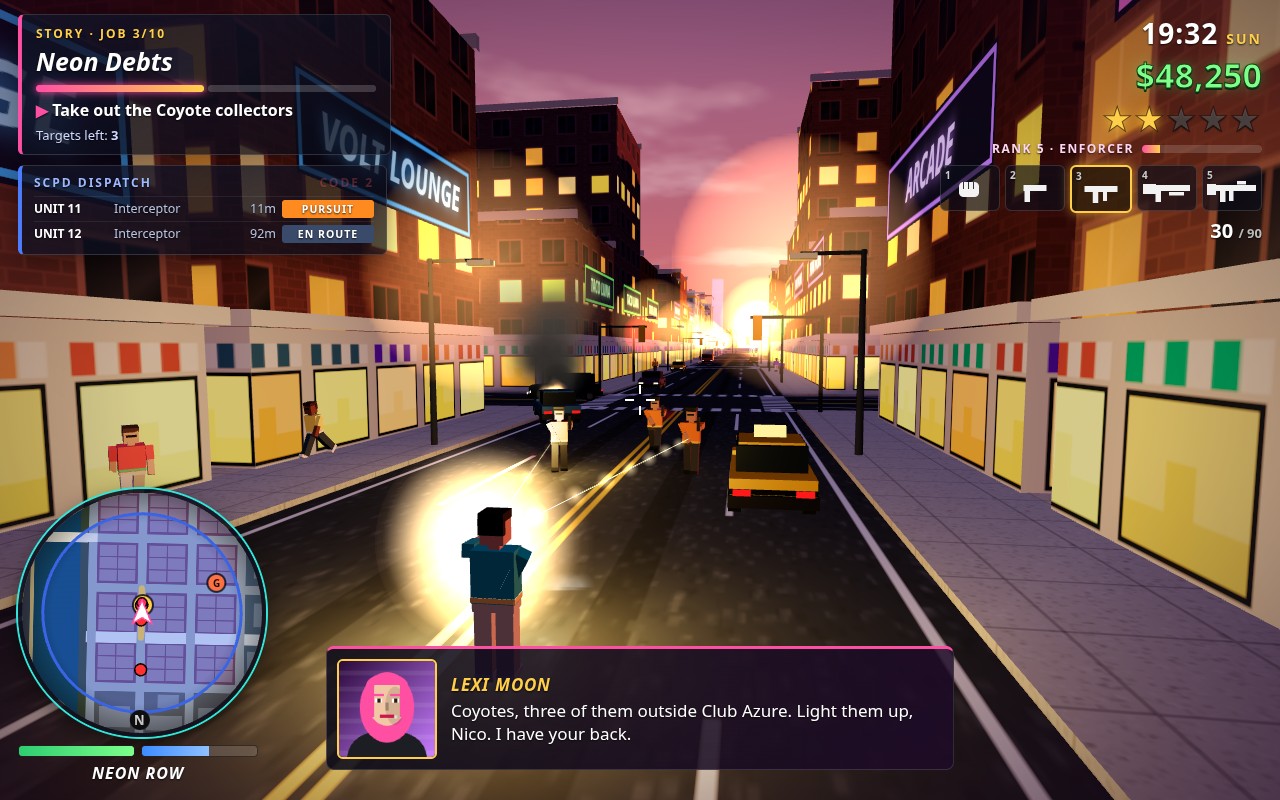 STORY · JOB 3/10
Neon Debts
▶ Take out the Coyote collectors
Targets left: 3
SCPD DISPATCH
CODE 2
UNIT 11 Interceptor 11m PURSUIT
UNIT 12 Interceptor 92m EN ROUTE
19:32 SUN
$48,250
RANK 5 · ENFORCER
1 2 3 4 5
30 / 90
VOLT LOUNGE
ARCADE
G
N
NEON ROW
LEXI MOON
Coyotes, three of them outside Club Azure. Light them up,
Nico. I have your back.